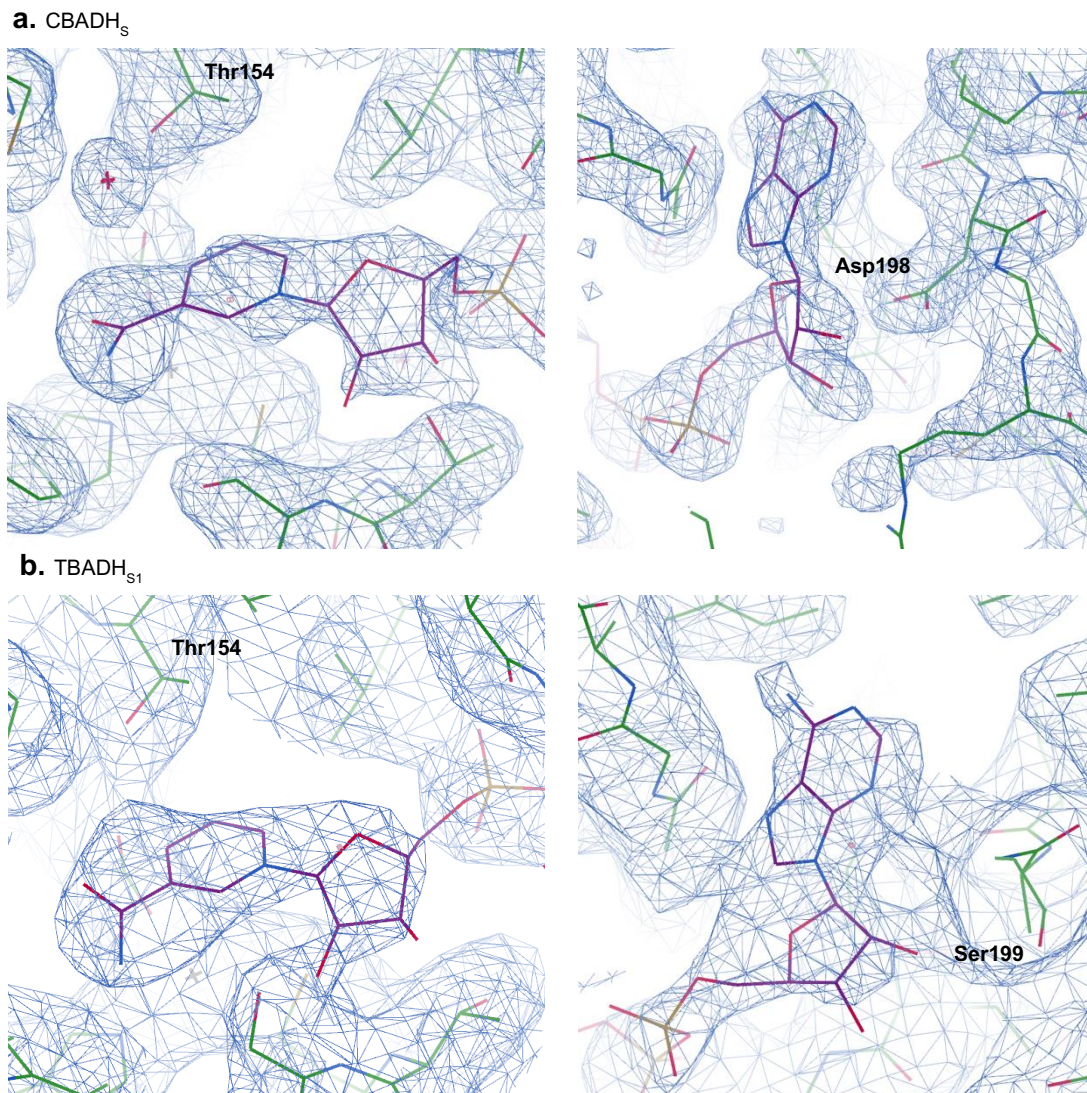 a. CBADHS
Thr154
Asp198
b. TBADHS1
Thr154
Ser199